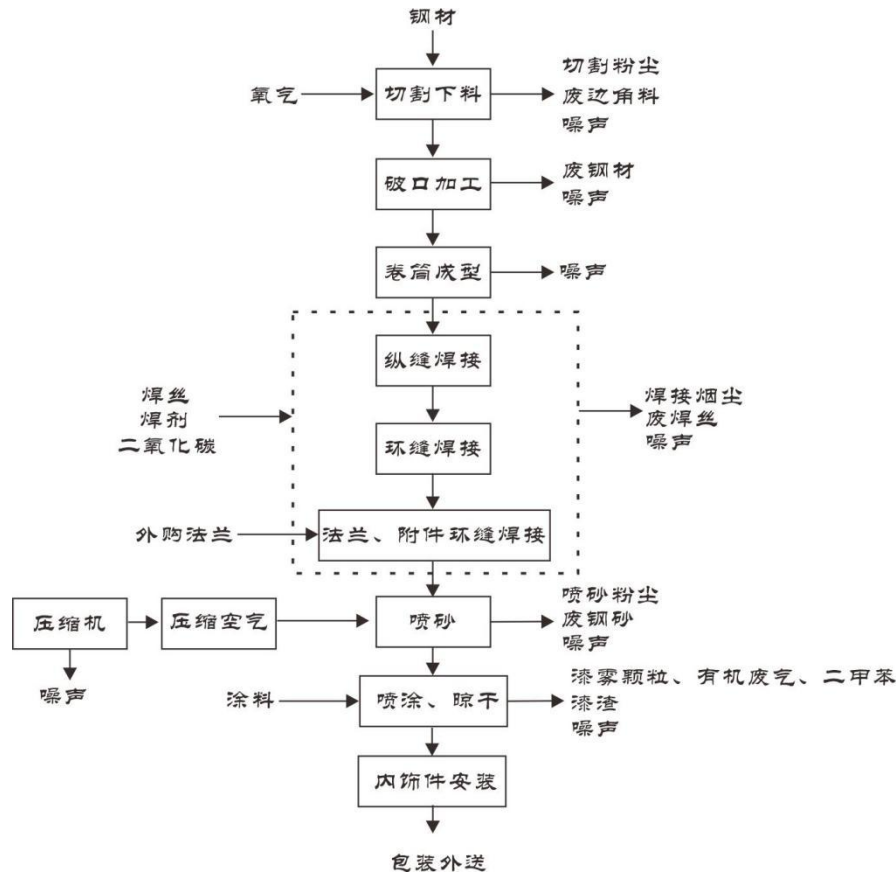 钢材
氧气
切割下料
切割粉尘
废边角料
噪声
破口加工
废钢材
噪声
卷筒成型
噪声
纵缝焊接
焊丝
焊剂
二氧化碳
环缝焊接
焊接烟尘
废焊丝
噪声
外购法兰
法兰、附件环缝焊接
压缩机
压缩空气
喷砂
喷砂粉尘
废钢砂
噪声
噪声
涂料
喷涂、晾干
漆雾颗粒、有机废气、二甲苯
漆渣
噪声
内饰件安装
包装外送